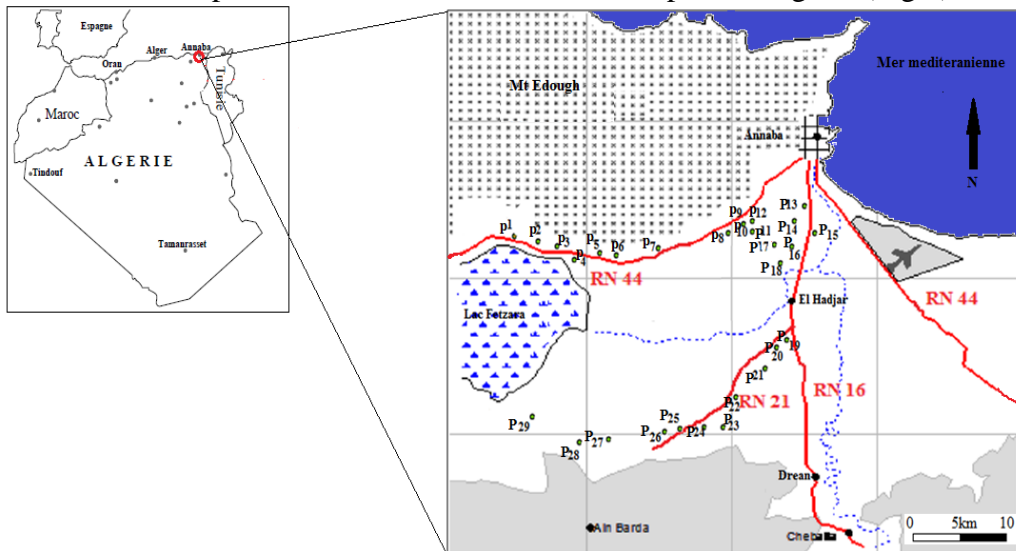 Espagne
Alger
Annaba
Oran
Tunisie
Maroc
ALGERIE
Tindouf
Tamanrasset
Mer mediteranienne
Mt Edough
Annaba
N
p1
p2
p3
p4
p5
p6
p7
p8
p9
p10
p11
p12
P13
P14
P15
P16
P17
P18
RN 44
RN 44
Lac Fetzara
El Hadjar
P19
P20
P21
P22
P23
P24
P25
P26
P27
P28
P29
RN 21
RN 16
Drean
Ain Barda
Chebaita
0 5km 10